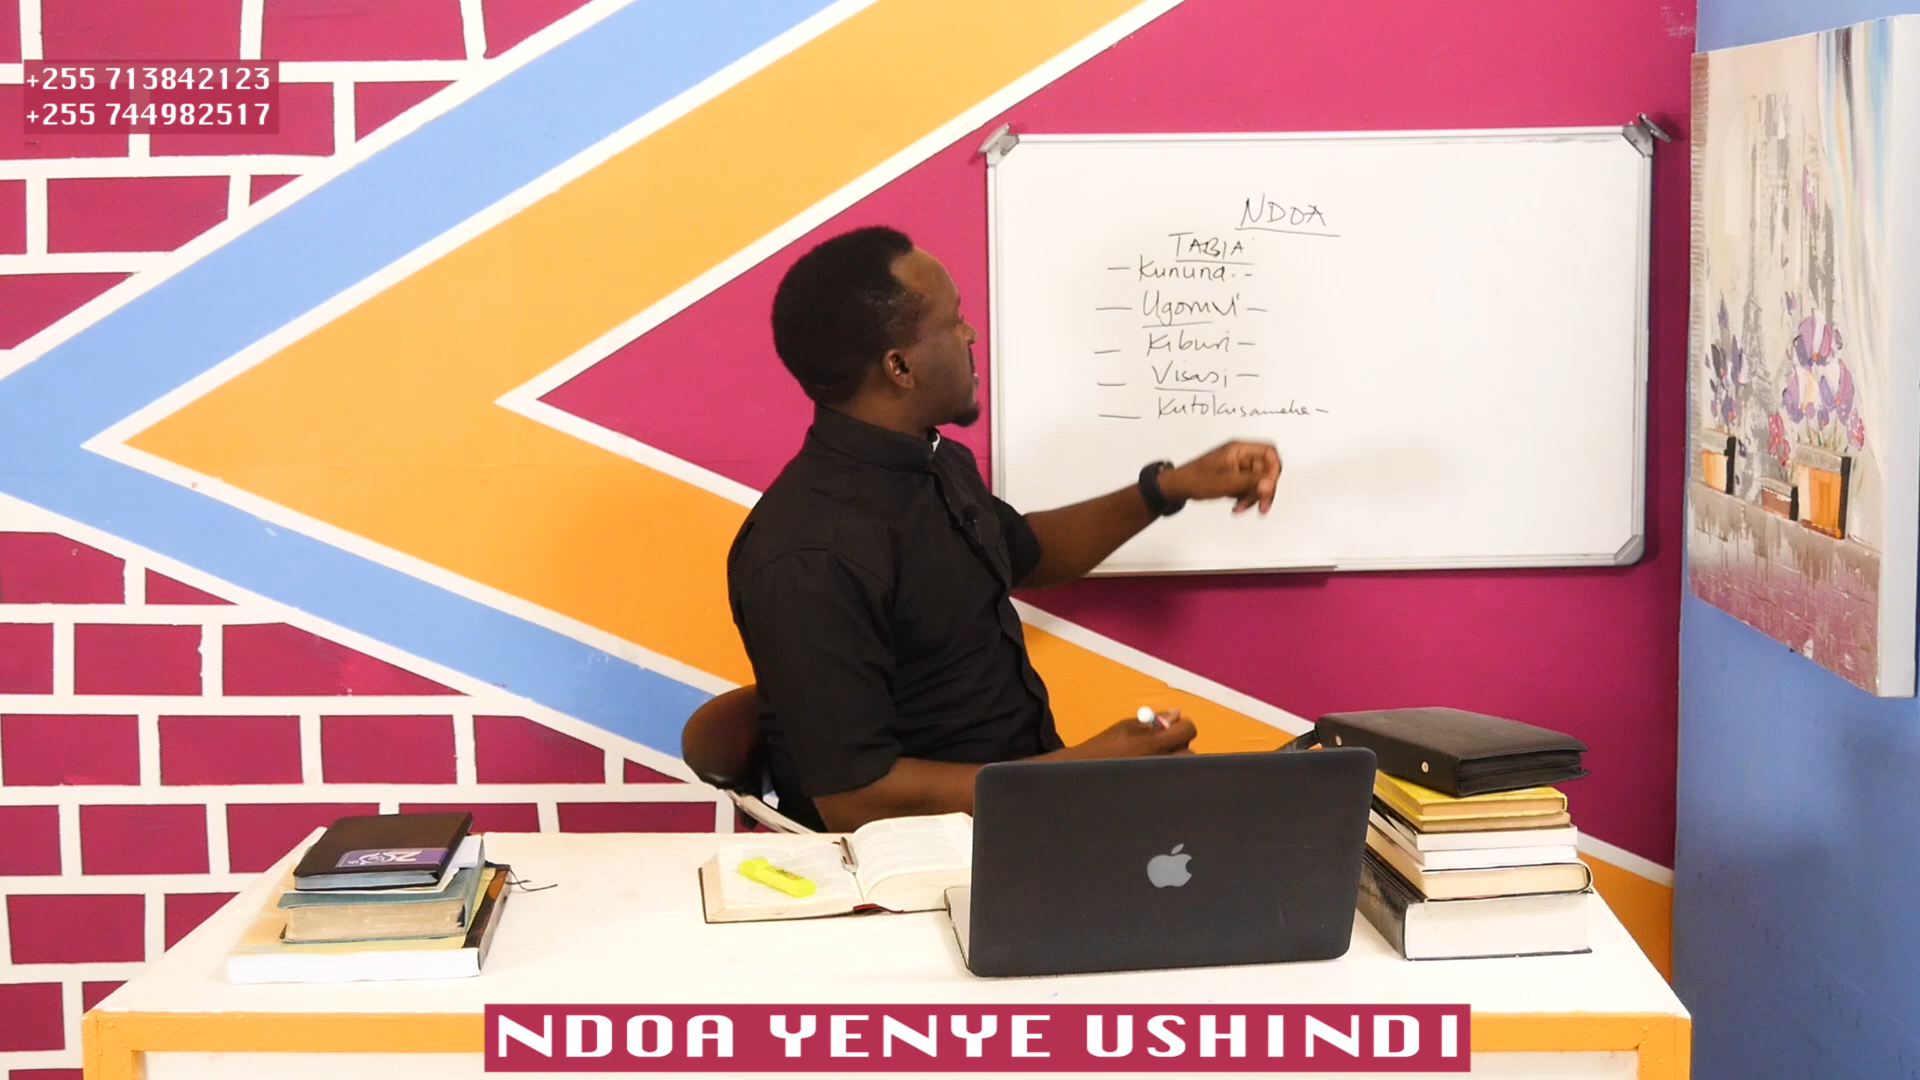 +255 713842123
+255 744982517
NDOA
TABIA
— Kununa. -
— Ugomvi —
— Kiburi —
— Visasi —
— Kutokusamehe -
NDOA YENYE USHINDI